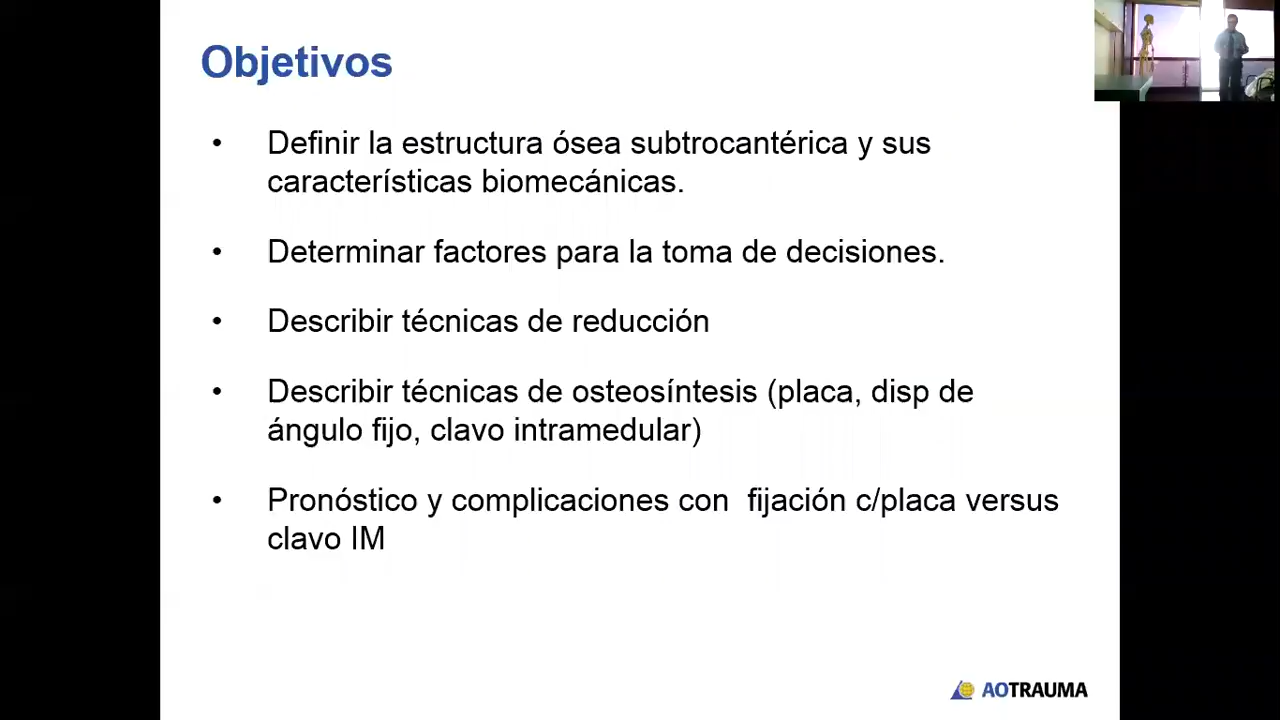 Objetivos
• Definir la estructura ósea subtrocantérica y sus
características biomecánicas.
• Determinar factores para la toma de decisiones.
• Describir técnicas de reducción
• Describir técnicas de osteosíntesis (placa, disp de
ángulo fijo, clavo intramedular)
• Pronóstico y complicaciones con  fijación c/placa versus
clavo IM
AOTRAUMA